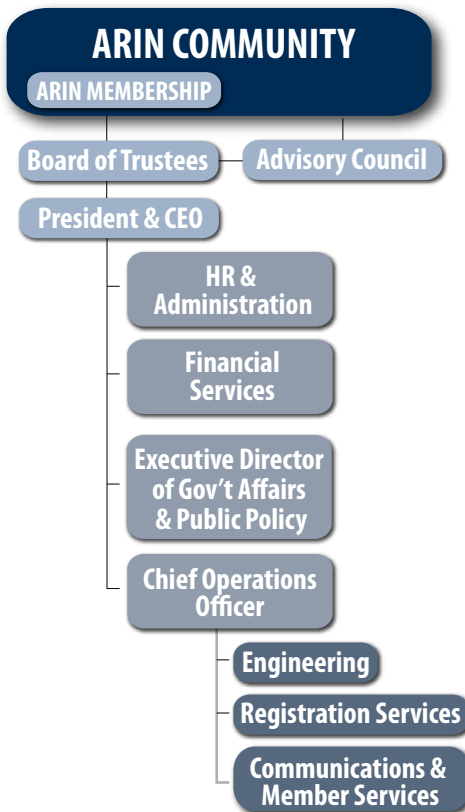 ARIN COMMUNITY
ARIN MEMBERSHIP
Board of Trustees
Advisory Council
President & CEO
HR &
Administration
Financial
Services
Executive Director
of Gov’t Affairs
& Public Policy
Chief Operations
Officer
Engineering
Registration Services
Communications &
Member Services